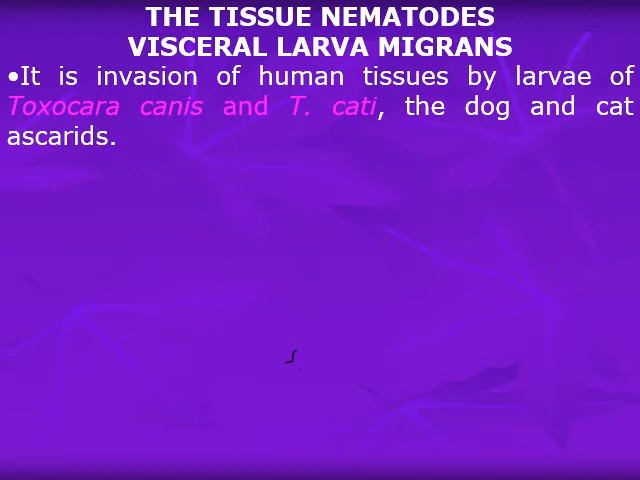 THE TISSUE NEMATODES
VISCERAL LARVA MIGRANS
•It is invasion of human tissues by larvae of
Toxocara canis and T. cati, the dog and cat
ascarids.